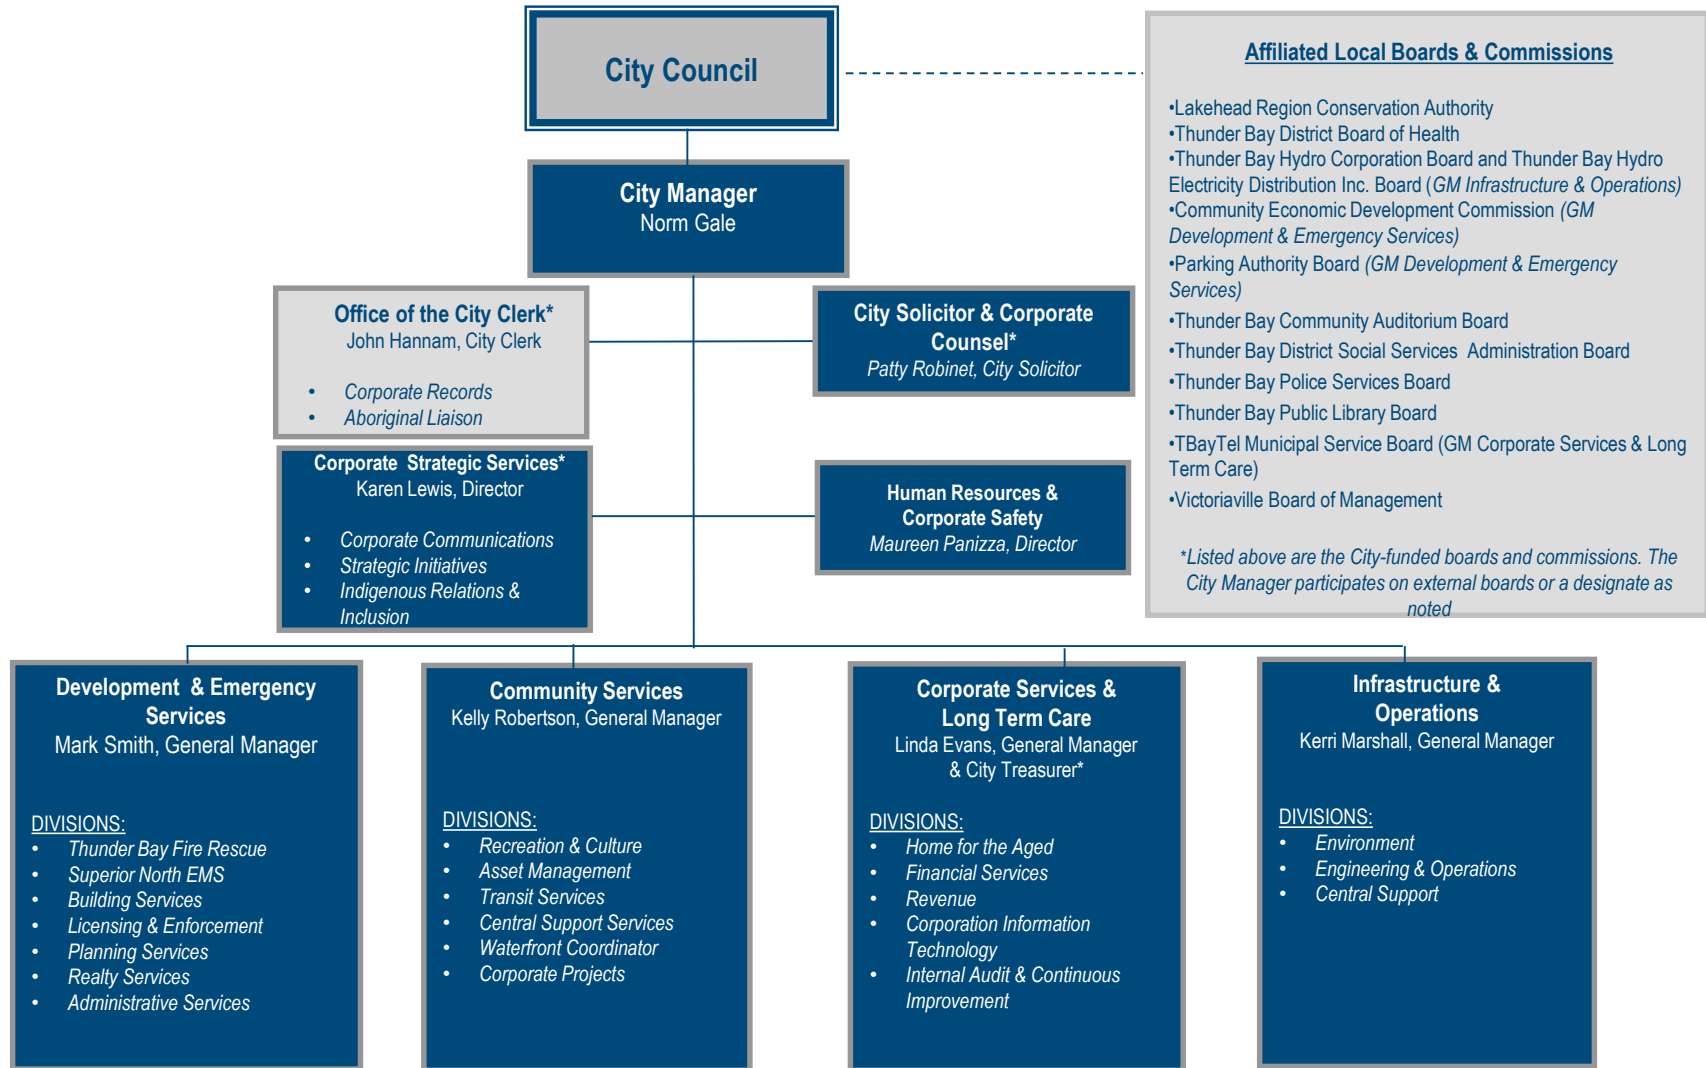 City Council
City Manager
Norm Gale
Office of the City Clerk*
John Hannam, City Clerk
• Corporate Records
• Aboriginal Liaison
City Solicitor & Corporate
Counsel*
Patty Robinet, City Solicitor
Corporate Strategic Services*
Karen Lewis, Director
• Corporate Communications
• Strategic Initiatives
• Indigenous Relations &
Inclusion
Human Resources &
Corporate Safety
Maureen Panizza, Director
Affiliated Local Boards & Commissions
•Lakehead Region Conservation Authority
•Thunder Bay District Board of Health
•Thunder Bay Hydro Corporation Board and Thunder Bay Hydro
Electricity Distribution Inc. Board (GM Infrastructure & Operations)
•Community Economic Development Commission (GM
Development & Emergency Services)
•Parking Authority Board (GM Development & Emergency
Services)
•Thunder Bay Community Auditorium Board
•Thunder Bay District Social Services Administration Board
•Thunder Bay Police Services Board
•Thunder Bay Public Library Board
•TBayTel Municipal Service Board (GM Corporate Services & Long
Term Care)
•Victoriaville Board of Management
*Listed above are the City-funded boards and commissions. The
City Manager participates on external boards or a designate as
noted
Development & Emergency
Services
Mark Smith, General Manager
DIVISIONS:
• Thunder Bay Fire Rescue
• Superior North EMS
• Building Services
• Licensing & Enforcement
• Planning Services
• Realty Services
• Administrative Services
Community Services
Kelly Robertson, General Manager
DIVISIONS:
• Recreation & Culture
• Asset Management
• Transit Services
• Central Support Services
• Waterfront Coordinator
• Corporate Projects
Corporate Services &
Long Term Care
Linda Evans, General Manager
& City Treasurer*
DIVISIONS:
• Home for the Aged
• Financial Services
• Revenue
• Corporation Information
Technology
• Internal Audit & Continuous
Improvement
Infrastructure &
Operations
Kerri Marshall, General Manager
DIVISIONS:
• Environment
• Engineering & Operations
• Central Support